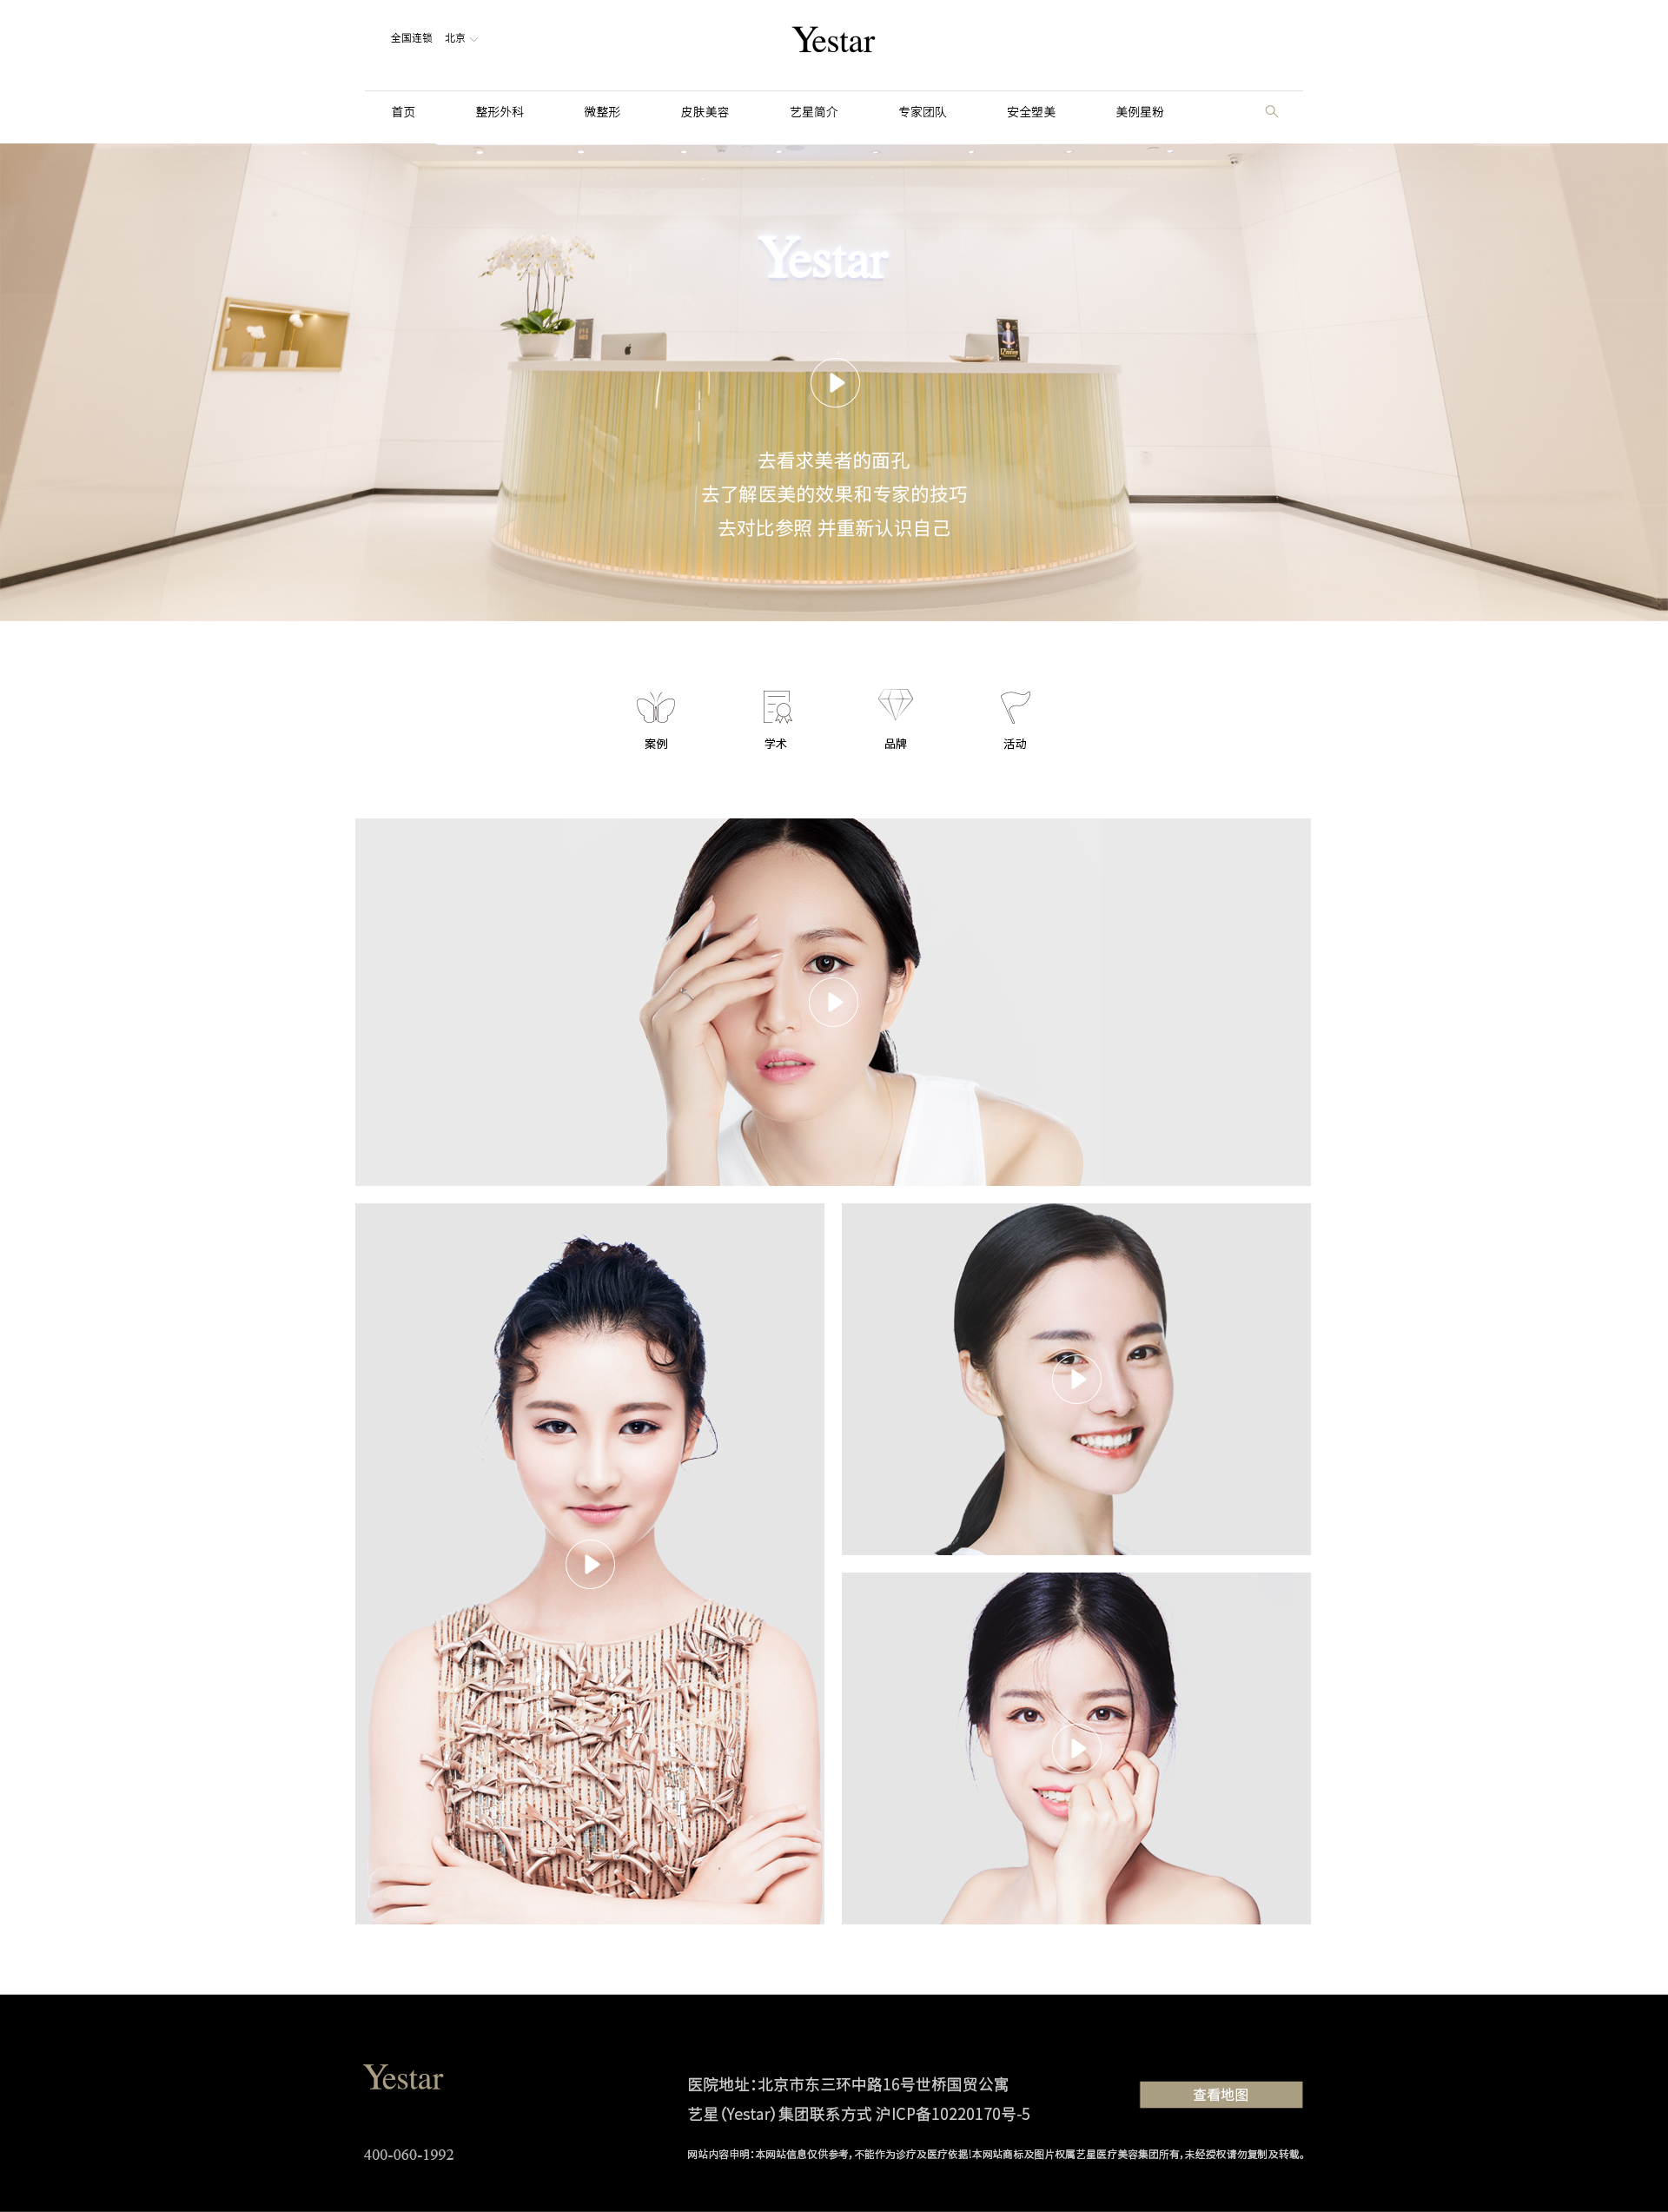 全国连锁 北京
Yestar
首页 整形外科 微整形 皮肤美容 艺星简介 专家团队 安全塑美 美例星粉
Yestar
去看求美者的面孔
去了解医美的效果和专家的技巧
去对比参照 并重新认识自己
案例 学术 品牌 活动
Yestar
医院地址：北京市东三环中路16号世桥国贸公寓
艺星（Yestar）集团联系方式 沪ICP备10220170号-5
查看地图
400-060-1992
网站内容申明：本网站信息仅供参考，不能作为诊疗及医疗依据！本网站商标及图片权属艺星医疗美容集团所有，未经授权请勿复制及转载。